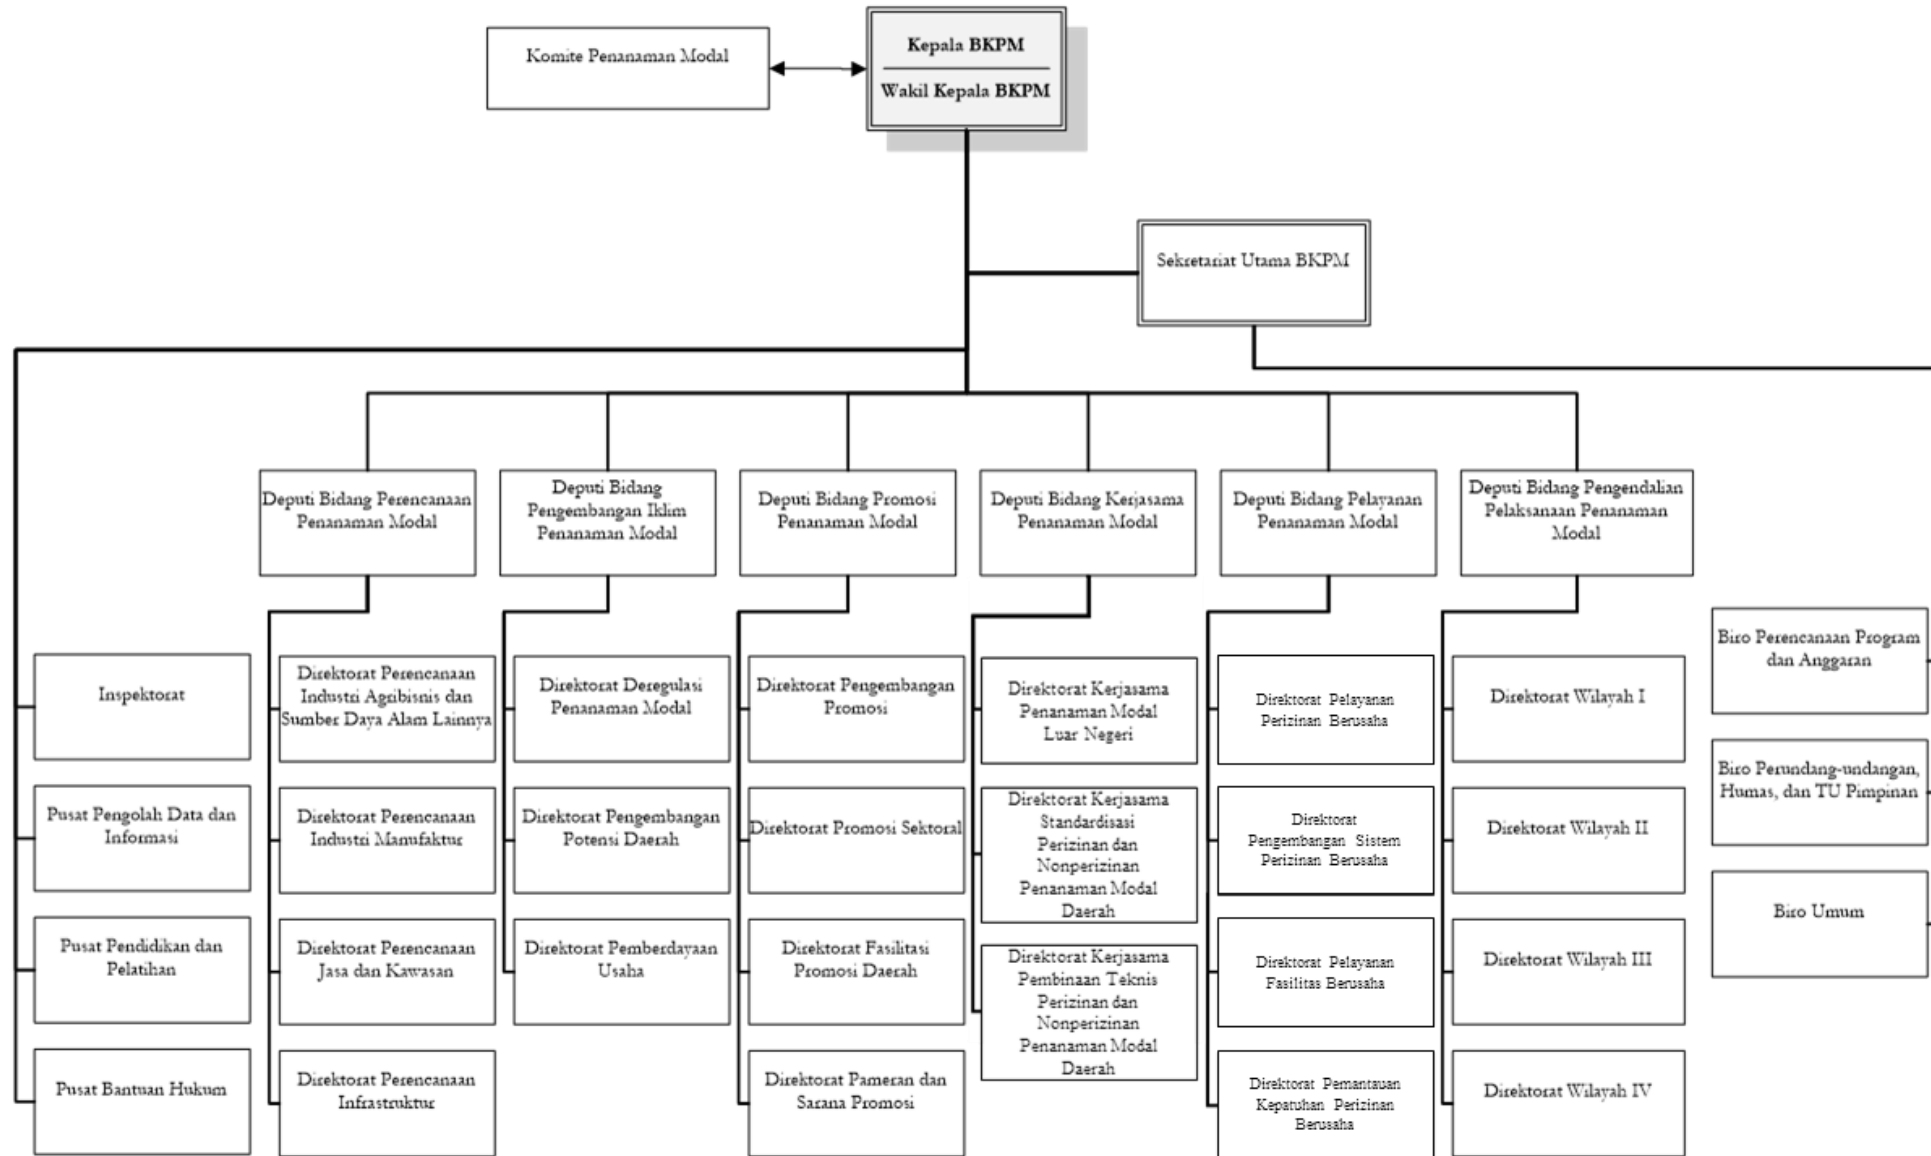 Komite Penanaman Modal
Kepala BKPM
Wakil Kepala BKPM
Sekretariat Utama BKPM
Deputi Bidang Perencanaan
Penanaman Modal
Deputi Bidang
Pengembangan Iklim
Penanaman Modal
Deputi Bidang Promosi
Penanaman Modal
Deputi Bidang Kerjasama
Penanaman Modal
Deputi Bidang Pelayanan
Penanaman Modal
Deputi Bidang Pengendalian
Pelaksanaan Penanaman
Modal
Inspektorat
Pusat Pengolah Data dan
Informasi
Pusat Pendidikan dan
Pelatihan
Pusat Bantuan Hukum
Direktorat Perencanaan
Industri Agribisnis dan
Sumber Daya Alam Lainnya
Direktorat Perencanaan
Industri Manufaktur
Direktorat Perencanaan
Jasa dan Kawasan
Direktorat Perencanaan
Infrastruktur
Direktorat Deregulasi
Penanaman Modal
Direktorat Pengembangan
Potensi Daerah
Direktorat Pemberdayaan
Usaha
Direktorat Pengembangan
Promosi
Direktorat Promosi Sektoral
Direktorat Fasilitasi
Promosi Daerah
Direktorat Pameran dan
Sarana Promosi
Direktorat Kerjasama
Penanaman Modal
Luar Negeri
Direktorat Kerjasama
Standardisasi
Perizinan dan
Nonperizinan
Penanaman Modal
Daerah
Direktorat Kerjasama
Pembinaan Teknis
Perizinan dan
Nonperizinan
Penanaman Modal
Daerah
Direktorat Pelayanan
Perizinan Berusaha
Direktorat
Pengembangan Sistem
Perizinan Berusaha
Direktorat Pelayanan
Fasilitas Berusaha
Direktorat Pemantauan
Kepatuhan Perizinan
Berusaha
Direktorat Wilayah I
Direktorat Wilayah II
Direktorat Wilayah III
Direktorat Wilayah IV
Biro Perencanaan Program
dan Anggaran
Biro Perundang-undangan,
Humas, dan TU Pimpinan
Biro Umum